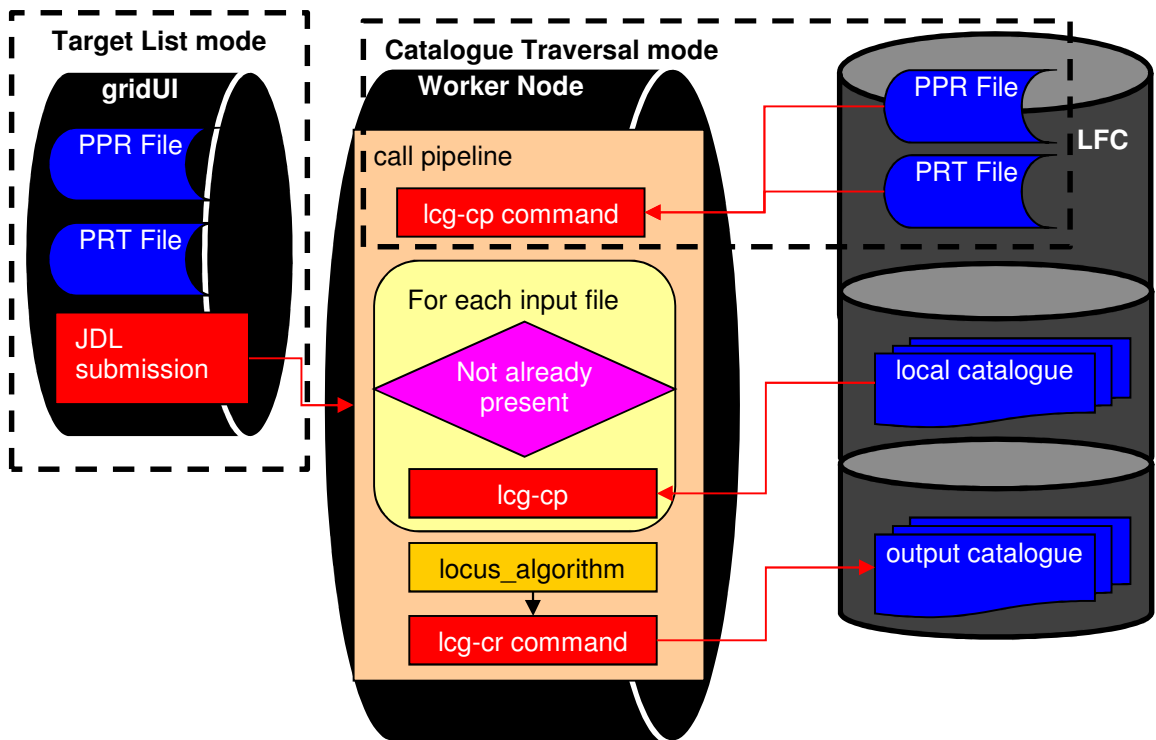 Target List mode
gridUI
PPR File
PRT File
JDL
submission
Catalogue Traversal mode
Worker Node
call pipeline
lcg-cp command
For each input file
Not already
present
lcg-cp
locus_algorithm
lcg-cr command
PPR File
LFC
PRT File
local catalogue
output catalogue